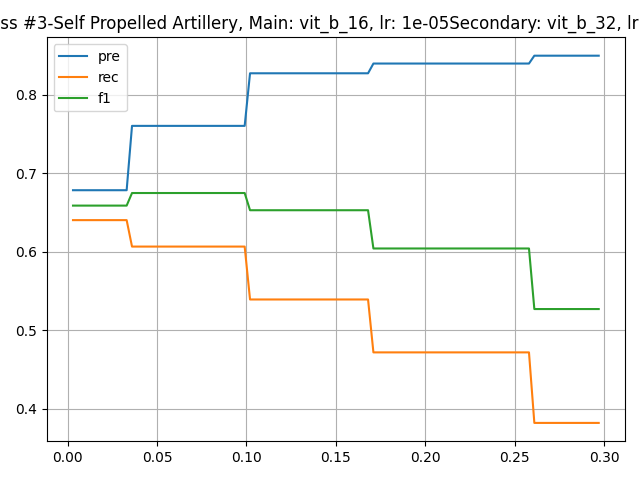 ss #3-Self Propelled Artillery, Main: vit_b_16, lr: 1e-05Secondary: vit_b_32, lr
pre
rec
f1
0.8
0.7
0.6
0.5
0.4
0.00 0.05 0.10 0.15 0.20 0.25 0.30